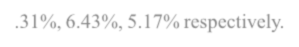 .31%, 6.43%, 5.17% respectively.